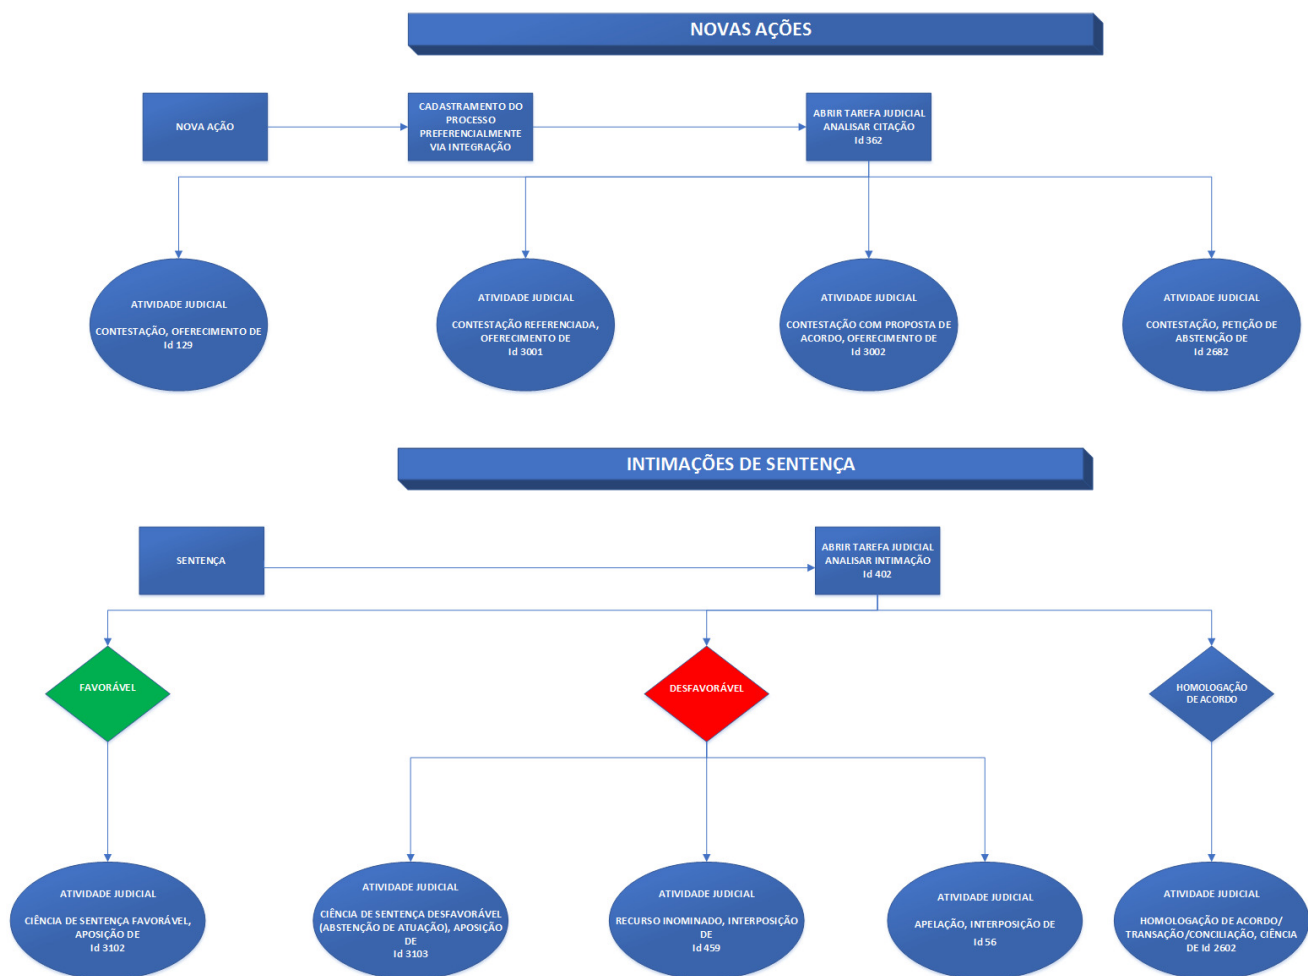 NOVAS AÇÕES
NOVA AÇÃO
CADASTRAMENTO DO
PROCESSO
PREFERENCIALMENTE
VIA INTEGRAÇÃO
ABRIR TAREFA JUDICIAL
ANALISAR CITAÇÃO
Id 362
ATIVIDADE JUDICIAL
CONTESTAÇÃO, OFERECIMENTO DE
Id 129
ATIVIDADE JUDICIAL
CONTESTAÇÃO REFERENCIADA,
OFERECIMENTO DE
Id 3001
ATIVIDADE JUDICIAL
CONTESTAÇÃO COM PROPOSTA DE
ACORDO, OFERECIMENTO DE
Id 3002
ATIVIDADE JUDICIAL
CONTESTAÇÃO, PETIÇÃO DE
ABSTENÇÃO DE
Id 2682
INTIMAÇÕES DE SENTENÇA
SENTENÇA
ABRIR TAREFA JUDICIAL
ANALISAR INTIMAÇÃO
Id 402
FAVORÁVEL
DESFAVORÁVEL
HOMOLOGAÇÃO
DE ACORDO
ATIVIDADE JUDICIAL
CIÊNCIA DE SENTENÇA FAVORÁVEL,
APOSIÇÃO DE
Id 3102
ATIVIDADE JUDICIAL
CIÊNCIA DE SENTENÇA DESFAVORÁVEL
(ABSTENÇÃO DE ATUAÇÃO), APOSIÇÃO
DE
Id 3103
ATIVIDADE JUDICIAL
RECURSO INOMINADO, INTERPOSIÇÃO
DE
Id 459
ATIVIDADE JUDICIAL
APELAÇÃO, INTERPOSIÇÃO DE
Id 56
ATIVIDADE JUDICIAL
HOMOLOGAÇÃO DE ACORDO/
TRANSAÇÃO/CONCILIAÇÃO, CIÊNCIA
DE Id 2602